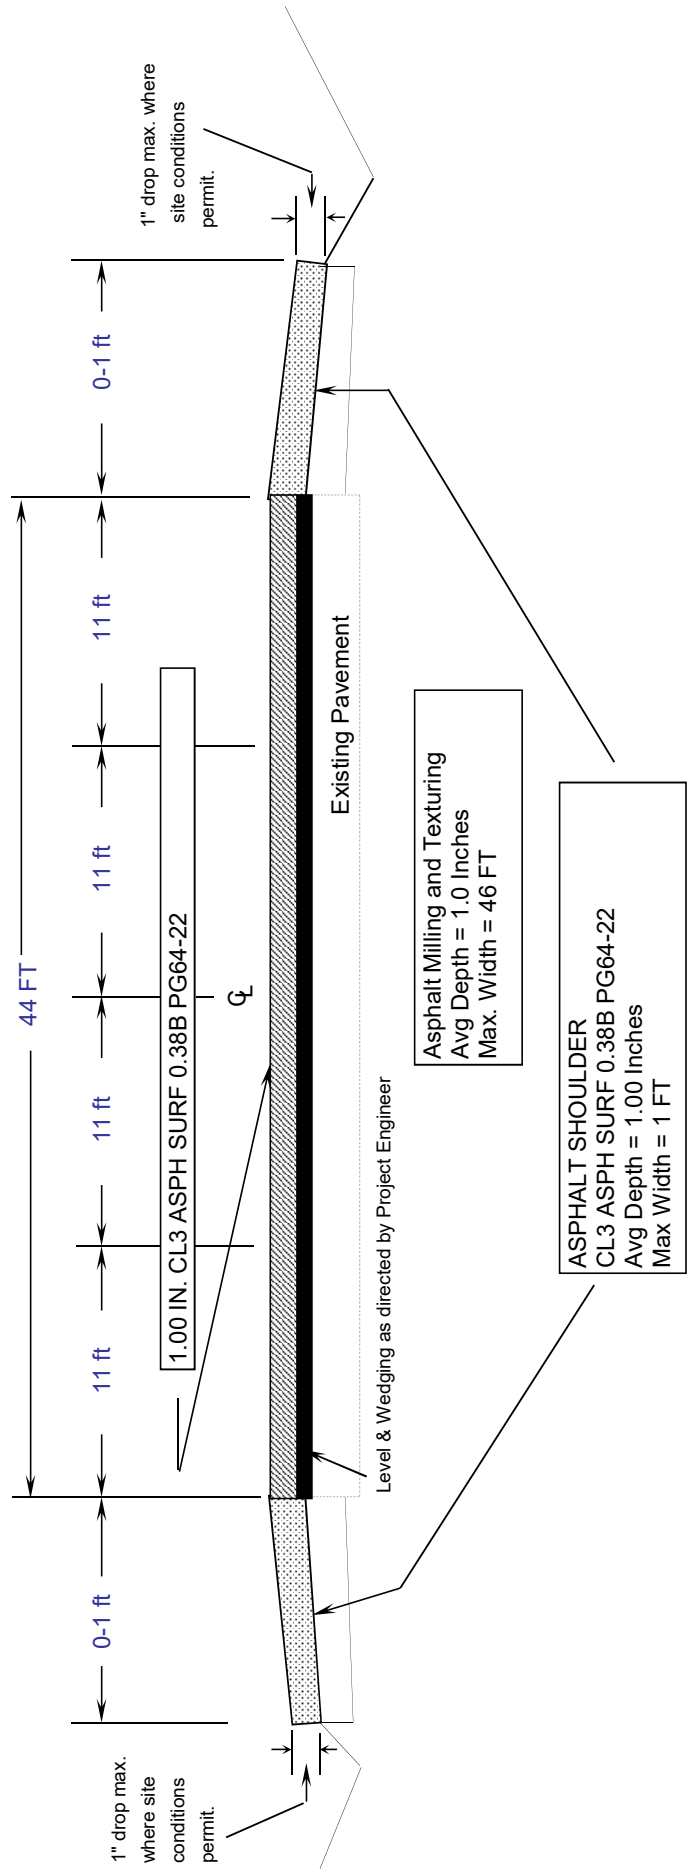 44 FT
0-1 ft
11 ft
11 ft
11 ft
11 ft
0-1 ft
1" drop max.
where site
conditions
permit.
1" drop max. where
site conditions
permit.
1.00 IN. CL3 ASPH SURF 0.38B PG64-22
CL
Existing Pavement
Level & Wedging as directed by Project Engineer
Asphalt Milling and Texturing
Avg Depth = 1.0 Inches
Max. Width = 46 FT
ASPHALT SHOULDER
CL3 ASPH SURF 0.38B PG64-22
Avg Depth = 1.00 Inches
Max Width = 1 FT